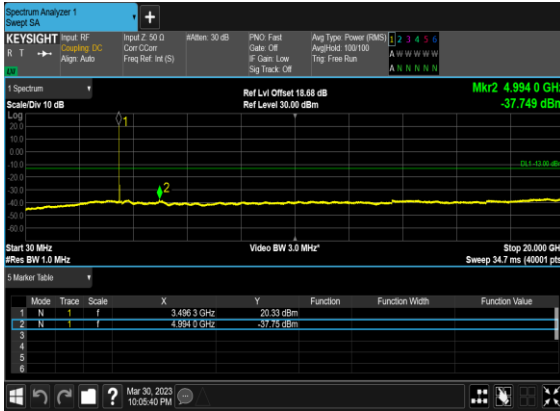 Spectrum Analyzer 1
Swept SA
+
KEYSIGHT
R T
LXI
Input: RF
Coupling: DC
Align: Auto
Input Z: 50 Ω
Corr CCorr
Freq Ref: Int (S)
#Atten: 30 dB
PNO: Fast
Gate: Off
IF Gain: Low
Sig Track: Off
Avg Type: Power (RMS)
Avg|Hold: 100/100
Trig: Free Run
1 2 3 4 5 6
A W W W W W
A N N N N N
1 Spectrum
Scale/Div 10 dB
Ref Lvl Offset 18.68 dB
Ref Level 30.00 dBm
Mkr2 4.994 0 GHz
-37.749 dBm
Log
20.0
10.0
0.00
-10.0
-20.0
-30.0
-40.0
-50.0
-60.0
1
2
DL1 -13.00 dBm
Start 30 MHz
#Res BW 1.0 MHz
Video BW 3.0 MHz*
Stop 20.000 GH
Sweep 34.7 ms (40001 pts
5 Marker Table
Mode Trace Scale X Y Function Function Width Function Value
1 N 1 f 3.496 3 GHz 20.33 dBm
2 N 1 f 4.994 0 GHz -37.75 dBm
3
4
5
6
?
Mar 30, 2023
10:05:40 PM